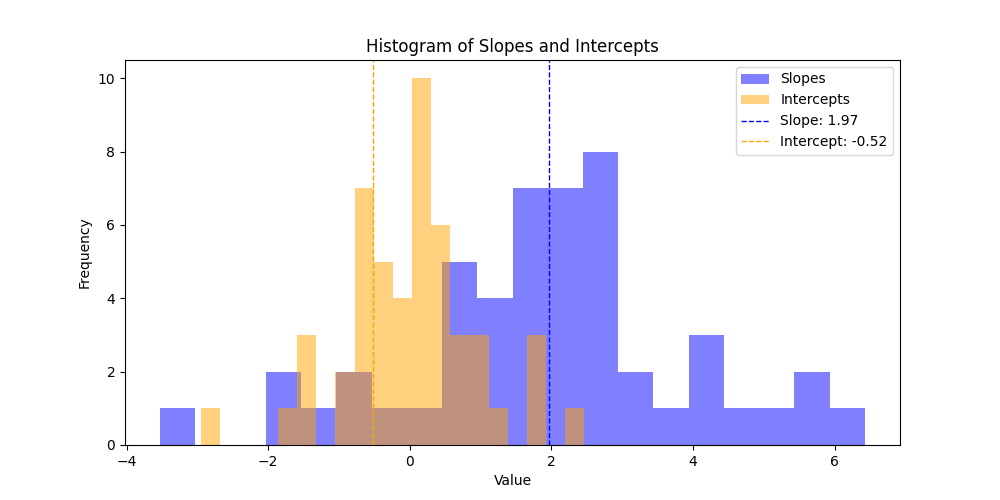 Histogram of Slopes and Intercepts
Slopes
Intercepts
Slope: 1.97
Intercept: -0.52
Frequency
10
8
6
4
2
0
−4
−2
0
2
4
6
Value